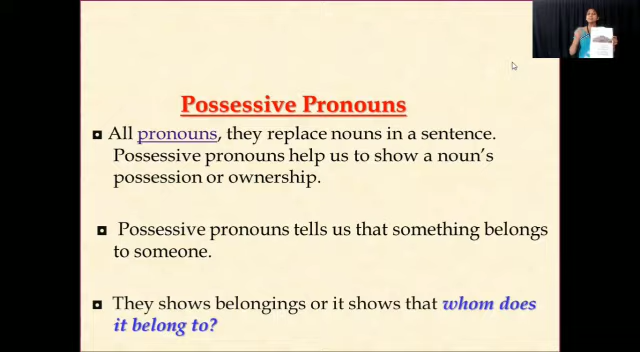 Possessive Pronouns
All pronouns, they replace nouns in a sentence.
Possessive pronouns help us to show a noun's
possession or ownership.
Possessive pronouns tells us that something belongs
to someone.
They shows belongings or it shows that whom does
it belong to?